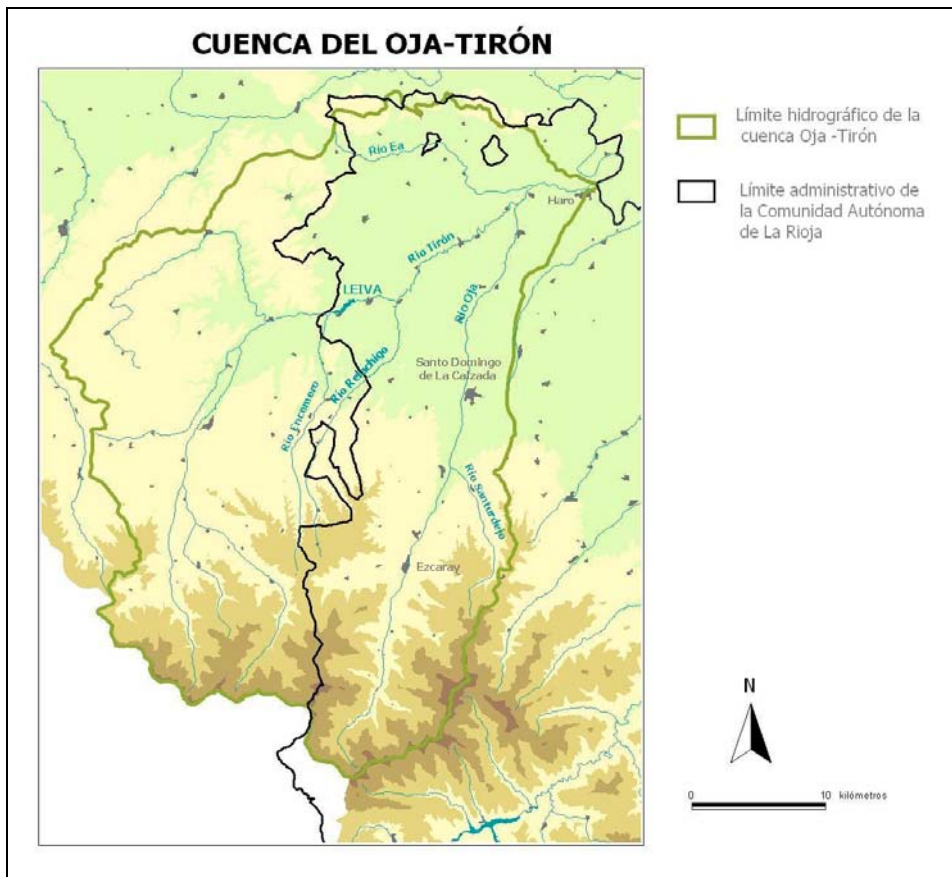 CUENCA DEL OJA-TIRÓN
Límite hidrográfico de la
cuenca Oja -Tirón
Límite administrativo de
la Comunidad Autónoma
de La Rioja
Río Ea
Haro
Río Tirón
LEIVA
Río Oja
Santo Domingo
de La Calzada
Río Relachigo
Río Encemero
Río Santurdejo
Ezcaray
N
0 10 kilómetros